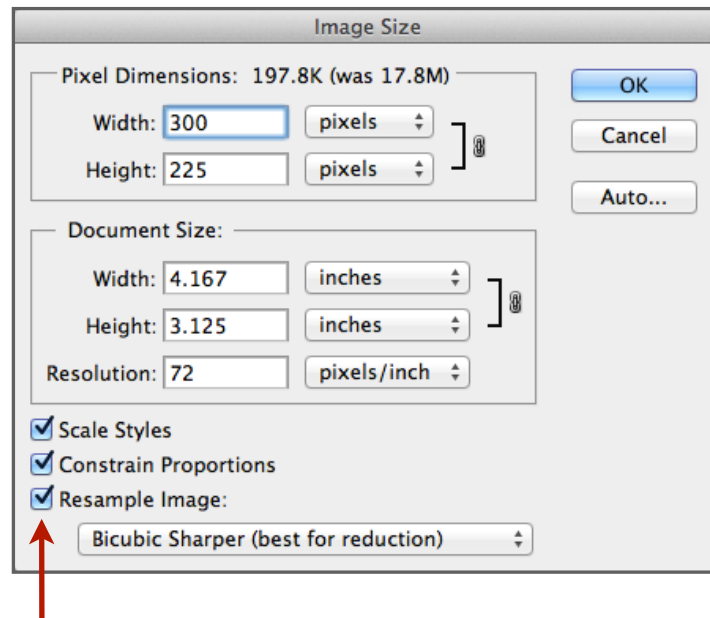 Image Size
Pixel Dimensions: 197.8K (was 17.8M)
Width: 300 pixels
Height: 225 pixels
OK
Cancel
Auto...
Document Size:
Width: 4.167 inches
Height: 3.125 inches
Resolution: 72 pixels/inch
Scale Styles
Constrain Proportions
Resample Image:
Bicubic Sharper (best for reduction)